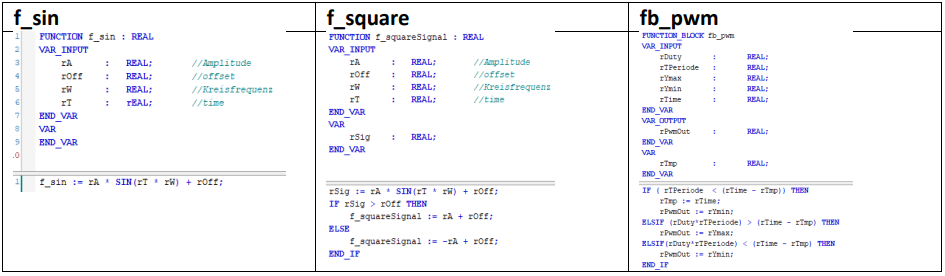 f_sin
1 FUNCTION f_sin : REAL
2 VAR_INPUT
3 rA : REAL; //Amplitude
4 rOff : REAL; //offset
5 rW : REAL; //Kreisfrequenz
6 rT : rEAL; //time
7 END_VAR
8 VAR
9 END_VAR
.0
1 f_sin := rA * SIN(rT * rW) + rOff;
f_square
FUNCTION f_squareSignal : REAL
VAR_INPUT
rA : REAL; //Amplitude
rOff : REAL; //offset
rW : REAL; //Kreisfrequenz
rT : REAL; //time
END_VAR
VAR
rSig : REAL;
END_VAR
rSig := rA * SIN(rT * rW) + rOff;
IF rSig > rOff THEN
f_squareSignal := rA + rOff;
ELSE
f_squareSignal := -rA + rOff;
END_IF
fb_pwm
FUNCTION_BLOCK fb_pwm
VAR_INPUT
rDuty : REAL;
rTPeriode : REAL;
rYmax : REAL;
rYmin : REAL;
rTime : REAL;
END_VAR
VAR_OUTPUT
rPwmOut : REAL;
END_VAR
VAR
rTmp : REAL;
END_VAR
IF ( rTPeriode < (rTime - rTmp)) THEN
rTmp := rTime;
rPwmOut := rYmin;
ELSIF (rDuty*rTPeriode) > (rTime - rTmp) THEN
rPwmOut := rYmax;
ELSIF(rDuty*rTPeriode) < (rTime - rTmp) THEN
rPwmOut := rYmin;
END_IF